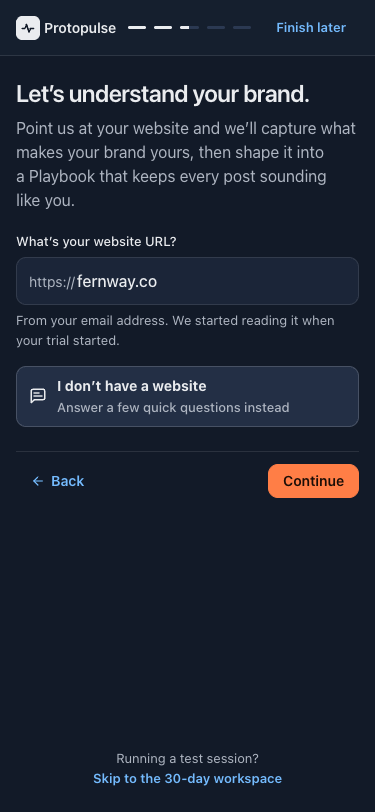 Protopulse
Finish later
Let’s understand your brand.
Point us at your website and we’ll capture what
makes your brand yours, then shape it into
a Playbook that keeps every post sounding
like you.
What’s your website URL?
https://fernway.co
From your email address. We started reading it when
your trial started.
I don’t have a website
Answer a few quick questions instead
← Back
Continue
Running a test session?
Skip to the 30-day workspace